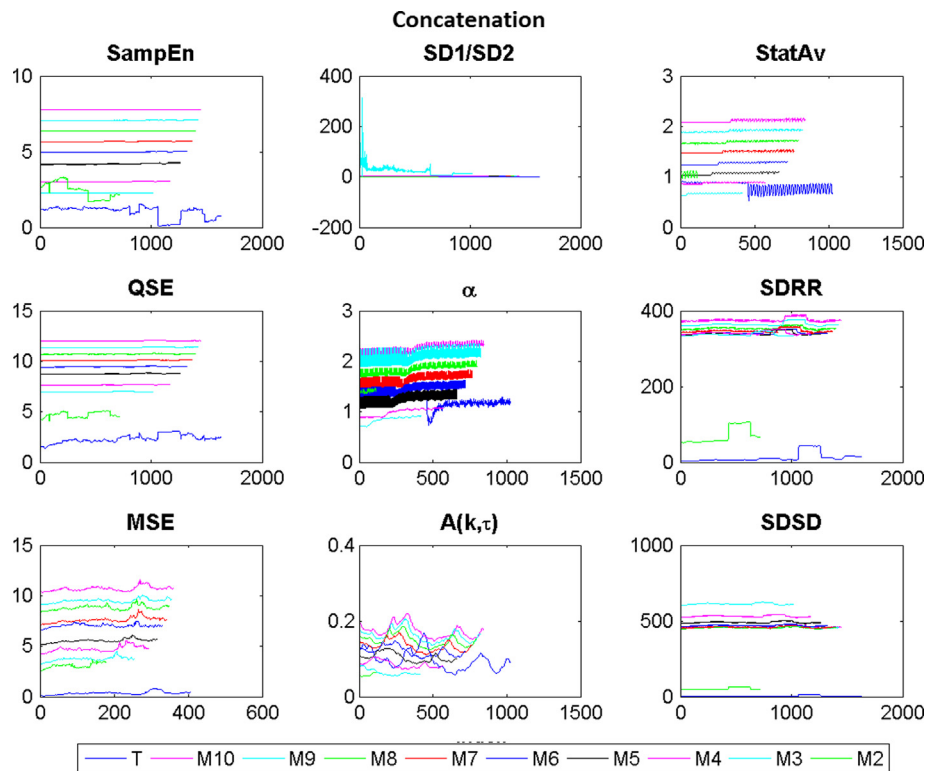 Concatenation
SampEn SD1/SD2 StatAv
10 5 0
0 1000 2000
400 200 0 -200
0 1000 2000
3 2 1 0
0 500 1000 1500
QSE α SDRR
15 10 5 0
0 1000 2000
3 2 1 0
0 500 1000 1500
400 200 0
0 1000 2000
MSE A(k,τ) SDSD
15 10 5 0
0 200 400 600
0.4 0.2 0
0 500 1000 1500
1000 500 0
0 1000 2000
T M10 M9 M8 M7 M6 M5 M4 M3 M2